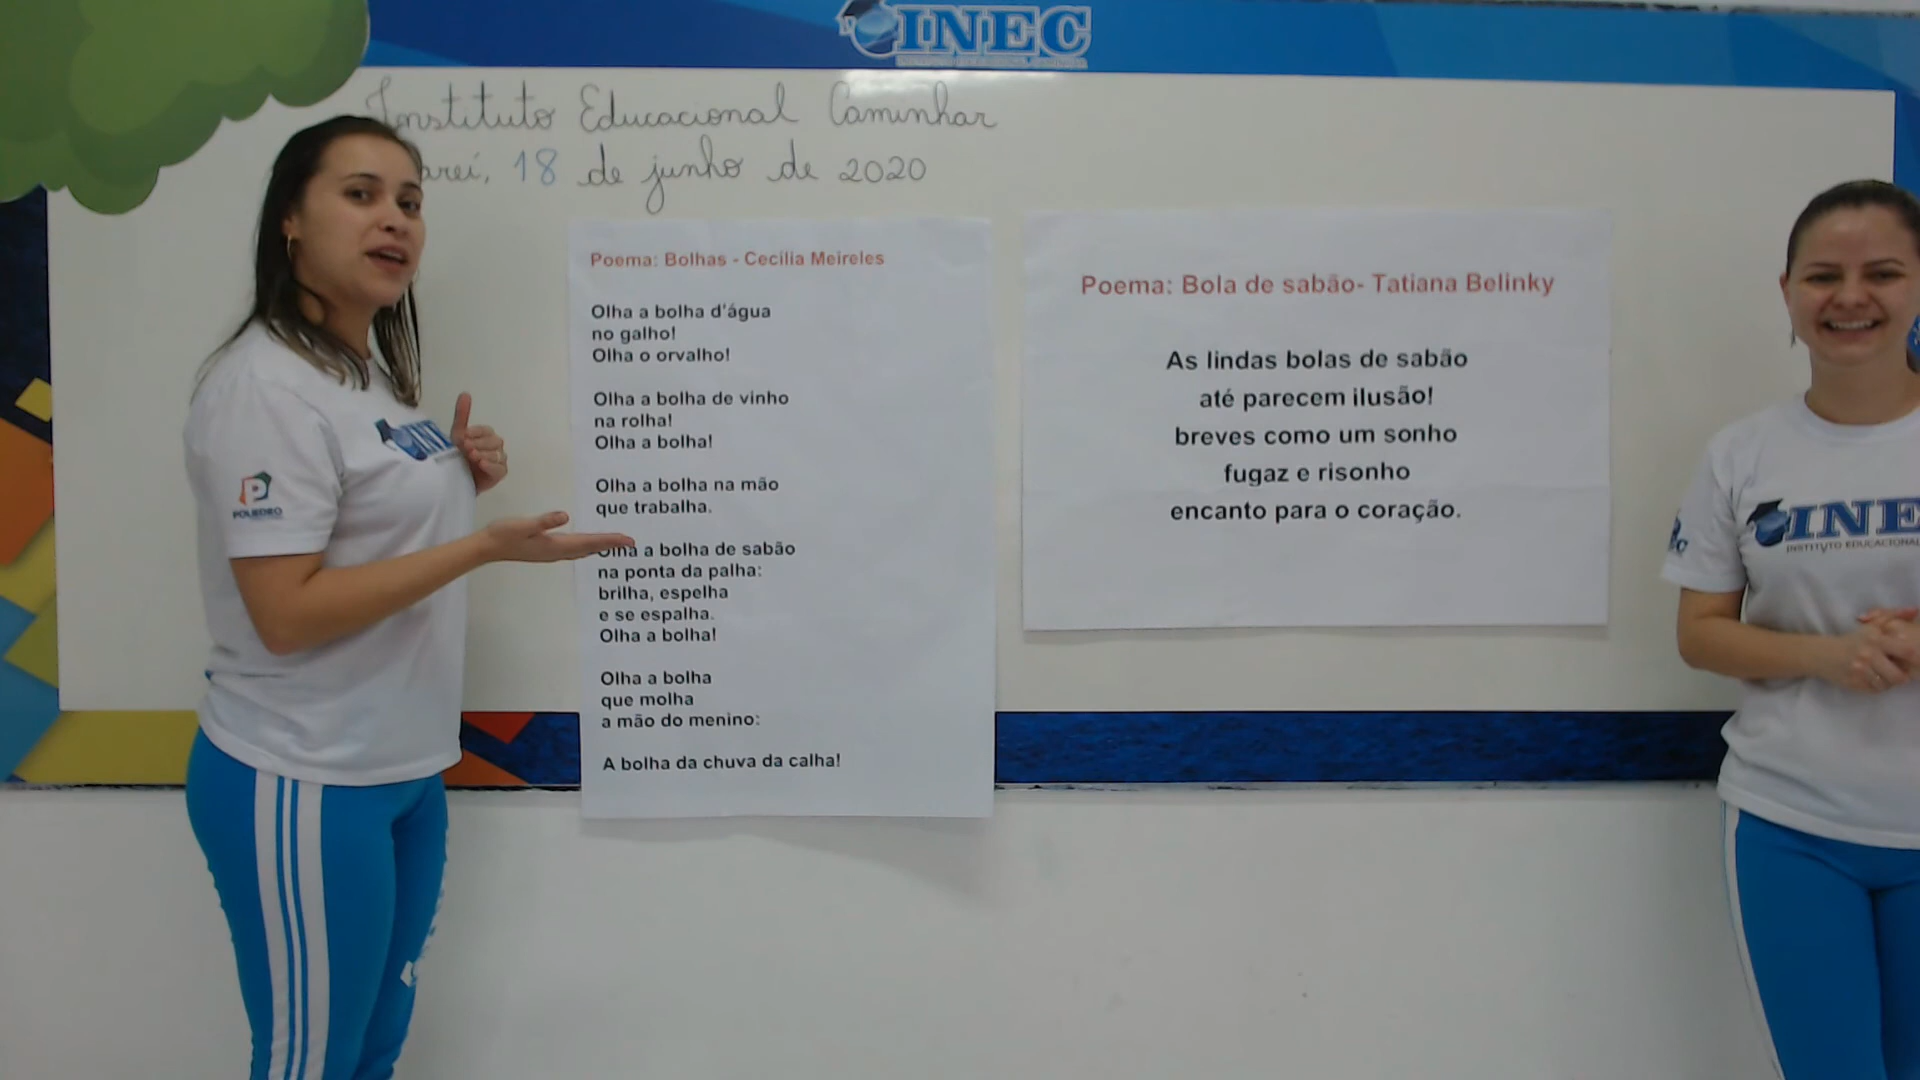 INEC
Instituto Educacional Caminhar
18 de junho de 2020
Poema: Bolhas - Cecília Meireles
Olha a bolha d'água
no galho!
Olha o orvalho!
Olha a bolha de vinho
na rolha!
Olha a bolha!
Olha a bolha na mão
que trabalha.
Olha a bolha de sabão
na ponta da palha:
brilha, espelha
e se espalha.
Olha a bolha!
Olha a bolha
que molha
a mão do menino:
A bolha da chuva da calha!
Poema: Bola de sabão- Tatiana Belinky
As lindas bolas de sabão
até parecem ilusão!
breves como um sonho
fugaz e risonho
encanto para o coração.
POLIEDRO
INE
INSTITUTO EDUCACIONAL